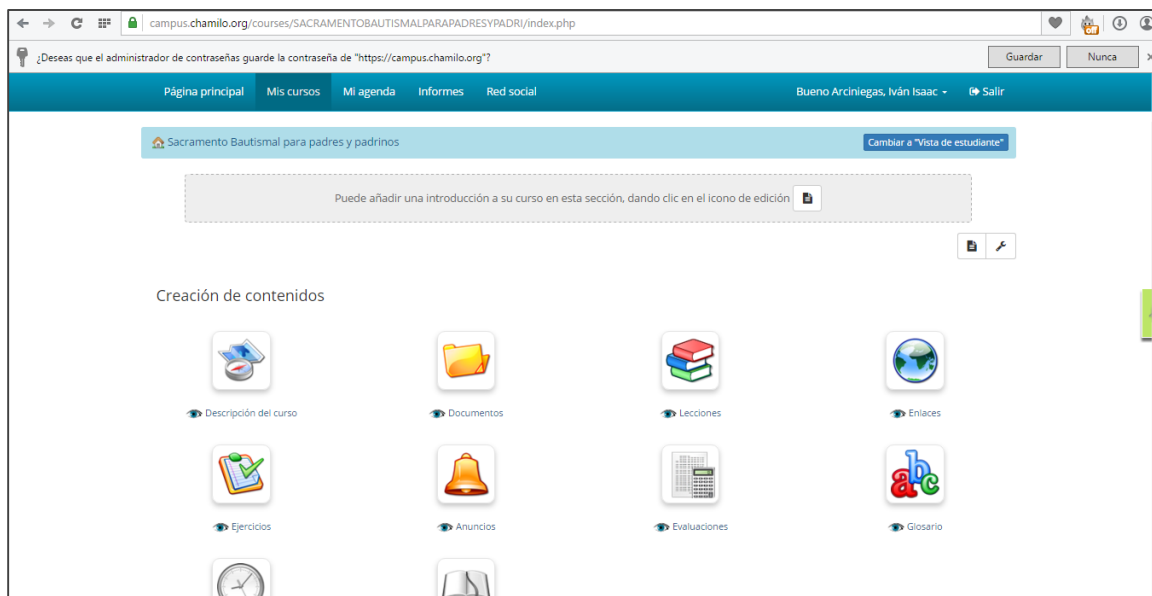 campus.chamilo.org/courses/SACRAMENTOBAUTISMALPARAPADRESYPADRI/index.php
off
¿Deseas que el administrador de contraseñas guarde la contraseña de "https://campus.chamilo.org"?
Guardar
Nunca
Página principal
Mis cursos
Mi agenda
Informes
Red social
Bueno Arciniegas, Iván Isaac
Salir
Sacramento Bautismal para padres y padrinos
Cambiar a "Vista de estudiante"
Puede añadir una introducción a su curso en esta sección, dando clic en el icono de edición
Creación de contenidos
Descripción del curso
Documentos
Lecciones
Enlaces
abc
Ejercicios
Anuncios
Evaluaciones
Glosario